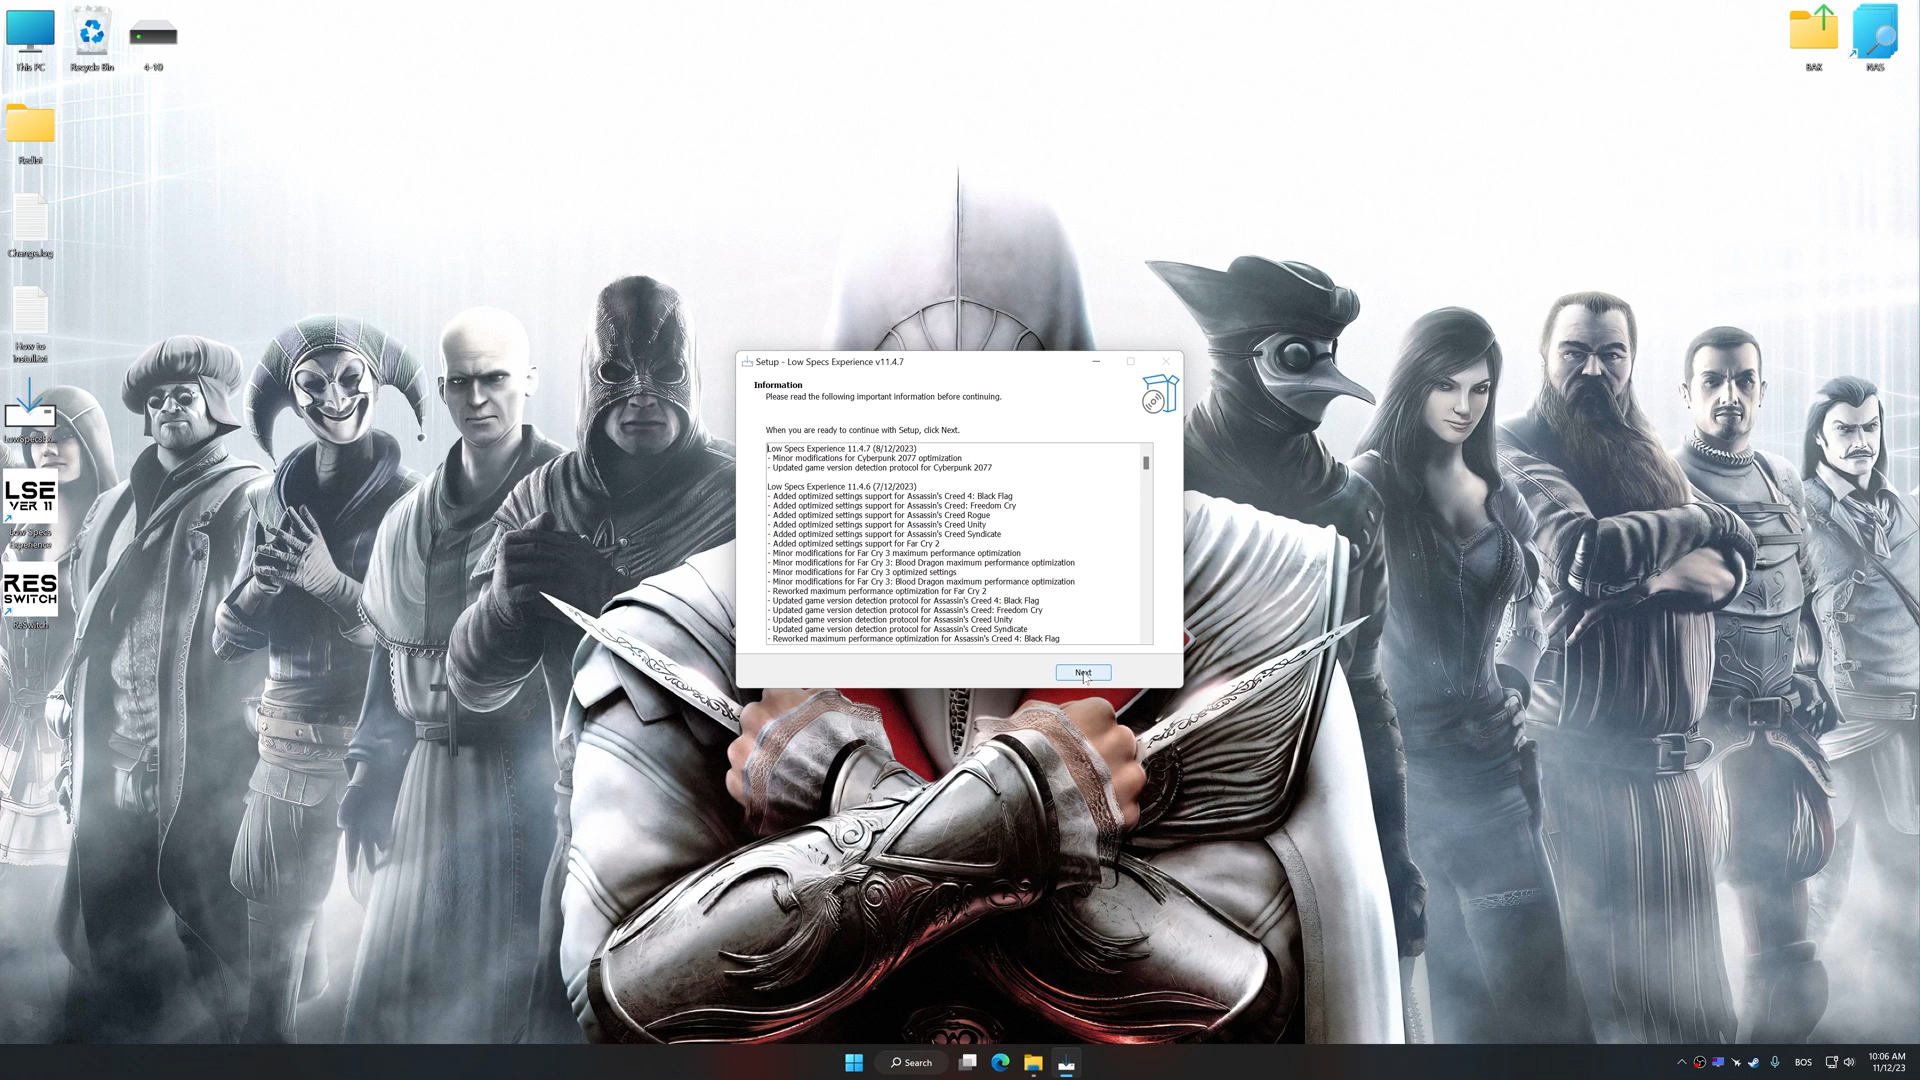 This PC
Recycle Bin
4-10
BAK
NAS
Redist
Change.log
How to
Install.txt
LowSpecsEx...
LSE
VER 11
Low Specs
Experience
RES
SWITCH
ReSwitch
Setup - Low Specs Experience v11.4.7
Information
Please read the following important information before continuing.
When you are ready to continue with Setup, click Next.
Low Specs Experience 11.4.7 (8/12/2023)
- Minor modifications for Cyberpunk 2077 optimization
- Updated game version detection protocol for Cyberpunk 2077
Low Specs Experience 11.4.6 (7/12/2023)
- Added optimized settings support for Assassin's Creed 4: Black Flag
- Added optimized settings support for Assassin's Creed: Freedom Cry
- Added optimized settings support for Assassin's Creed Rogue
- Added optimized settings support for Assassin's Creed Unity
- Added optimized settings support for Assassin's Creed Syndicate
- Added optimized settings support for Far Cry 2
- Minor modifications for Far Cry 3 maximum performance optimization
- Minor modifications for Far Cry 3: Blood Dragon maximum performance optimization
- Minor modifications for Far Cry 3 optimized settings
- Minor modifications for Far Cry 3: Blood Dragon maximum performance optimization
- Reworked maximum performance optimization for Far Cry 2
- Updated game version detection protocol for Assassin's Creed 4: Black Flag
- Updated game version detection protocol for Assassin's Creed: Freedom Cry
- Updated game version detection protocol for Assassin's Creed Unity
- Updated game version detection protocol for Assassin's Creed Syndicate
- Reworked maximum performance optimization for Assassin's Creed 4: Black Flag
Next
Search
BOS
10:06 AM
11/12/23